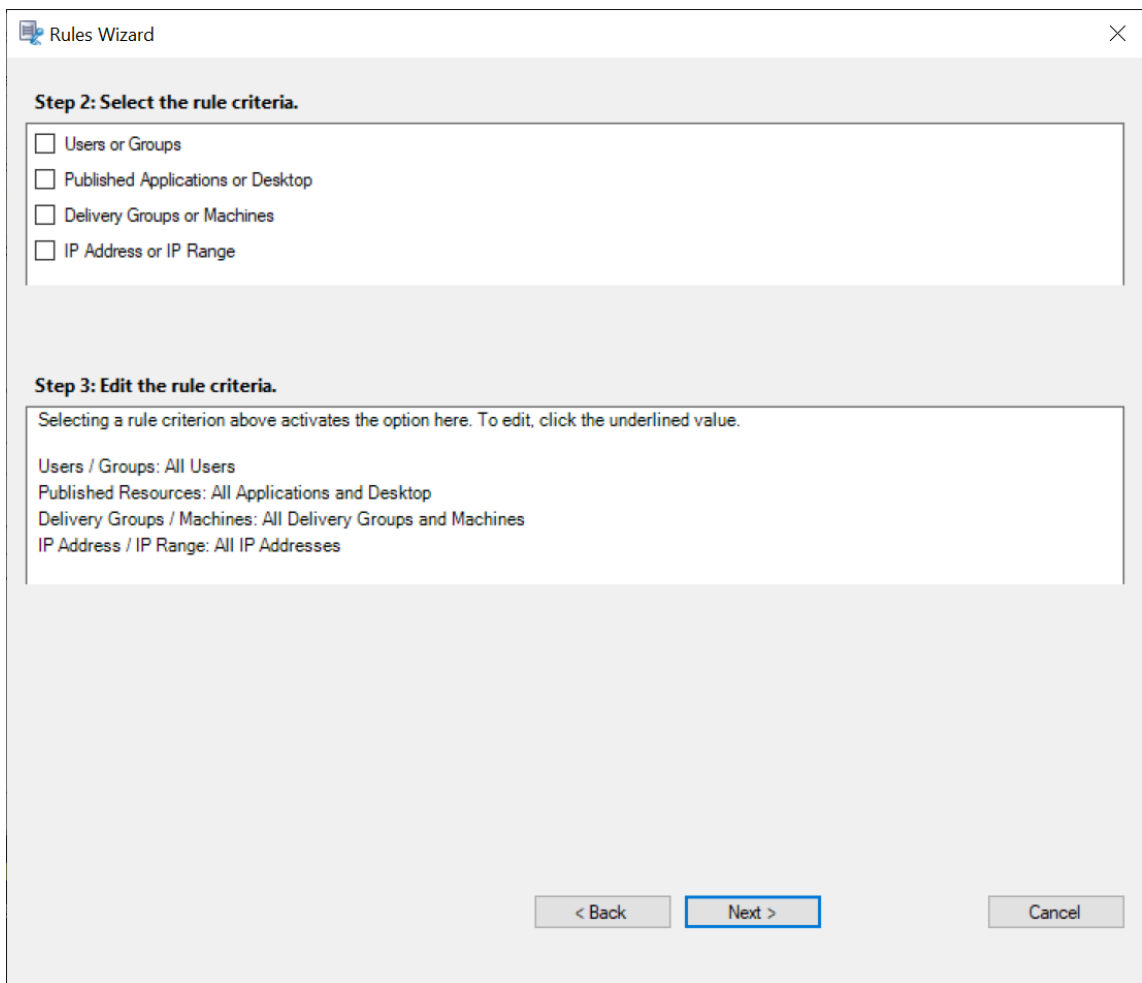 Rules Wizard
Step 2: Select the rule criteria.
Users or Groups
Published Applications or Desktop
Delivery Groups or Machines
IP Address or IP Range
Step 3: Edit the rule criteria.
Selecting a rule criterion above activates the option here. To edit, click the underlined value.
Users / Groups: All Users
Published Resources: All Applications and Desktop
Delivery Groups / Machines: All Delivery Groups and Machines
IP Address / IP Range: All IP Addresses
< Back Next > Cancel